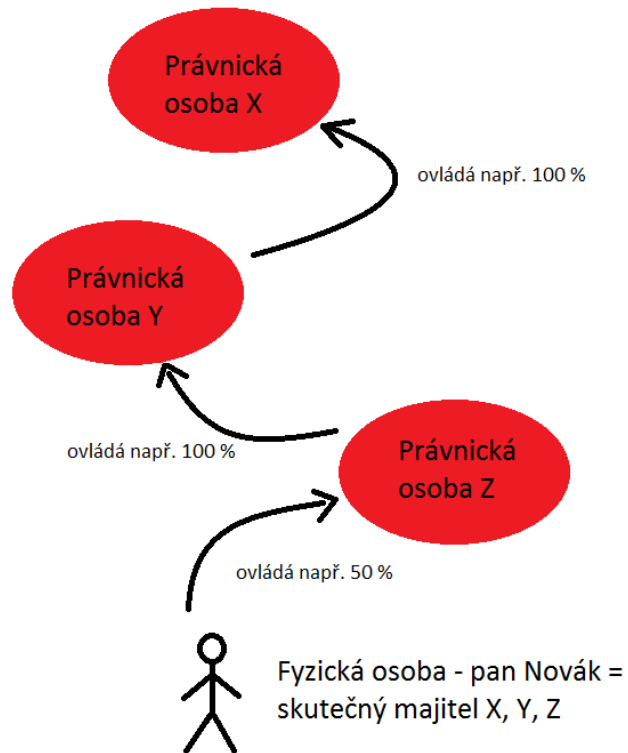 Právnická
osoba X
ovládá např. 100 %
Právnická
osoba Y
ovládá např. 100 %
Právnická
osoba Z
ovládá např. 50 %
Fyzická osoba - pan Novák =
skutečný majitel X, Y, Z